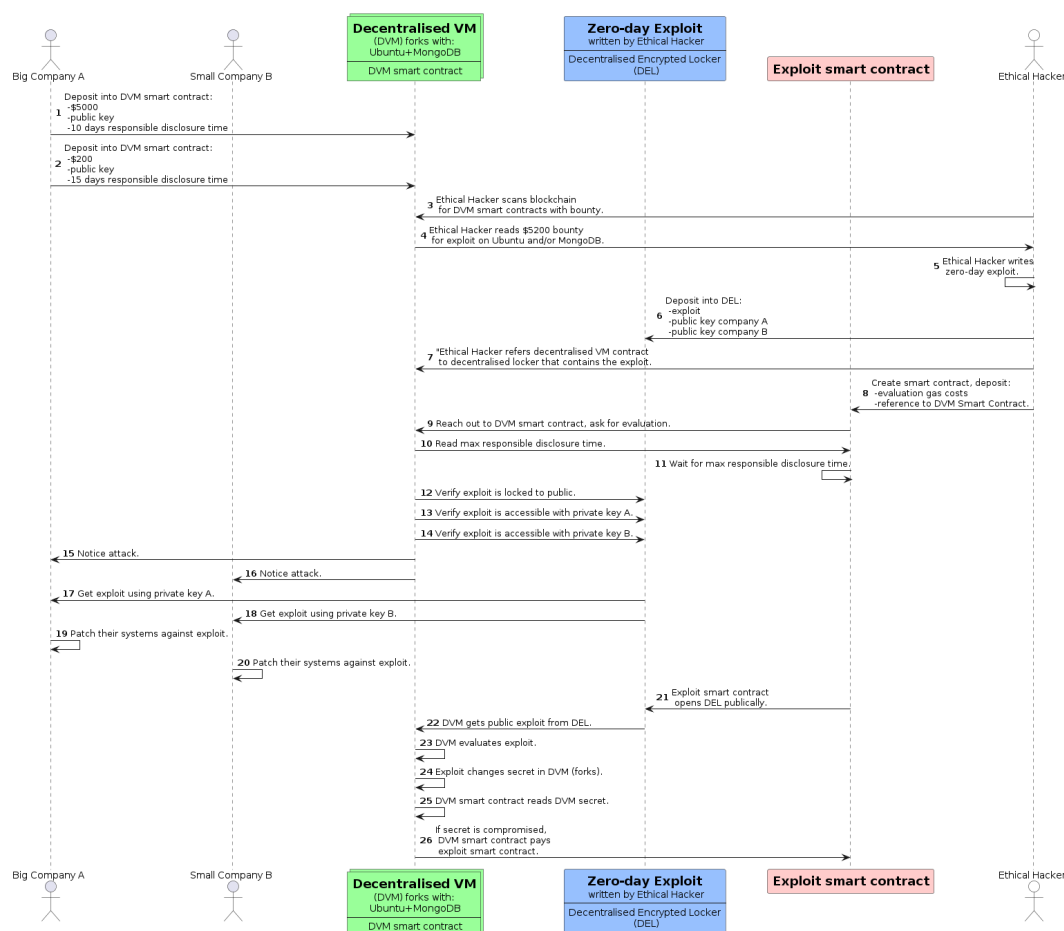 Decentralised VM
(DVM) forks with:
Ubuntu+MongoDB
DVM smart contract
Zero-day Exploit
written by Ethical Hacker
Decentralised Encrypted Locker
(DEL)
Exploit smart contract
Big Company A
Small Company B
Ethical Hacker
Deposit into DVM smart contract:
-$5000
1 -public key
-10 days responsible disclosure time
Deposit into DVM smart contract:
-$200
2 -public key
-15 days responsible disclosure time
3 Ethical Hacker scans blockchain
for DVM smart contracts with bounty.
4 Ethical Hacker reads $5200 bounty
for exploit on Ubuntu and/or MongoDB.
5 Ethical Hacker writes
zero-day exploit.
Deposit into DEL:
6 -exploit
-public key company A
-public key company B
7 "Ethical Hacker refers decentralised VM contract
to decentralised locker that contains the exploit.
Create smart contract, deposit:
8 -evaluation gas costs
-reference to DVM Smart Contract.
9 Reach out to DVM smart contract, ask for evaluation.
10 Read max responsible disclosure time.
11 Wait for max responsible disclosure time.
12 Verify exploit is locked to public.
13 Verify exploit is accessible with private key A.
14 Verify exploit is accessible with private key B.
15 Notice attack.
16 Notice attack.
17 Get exploit using private key A.
18 Get exploit using private key B.
19 Patch their systems against exploit.
20 Patch their systems against exploit.
21 Exploit smart contract
opens DEL publically.
22 DVM gets public exploit from DEL.
23 DVM evaluates exploit.
24 Exploit changes secret in DVM (forks).
25 DVM smart contract reads DVM secret.
If secret is compromised,
26 DVM smart contract pays
exploit smart contract.
Big Company A
Small Company B
Decentralised VM
(DVM) forks with:
Ubuntu+MongoDB
DVM smart contract
Zero-day Exploit
written by Ethical Hacker
Decentralised Encrypted Locker
(DEL)
Exploit smart contract
Ethical Hacker